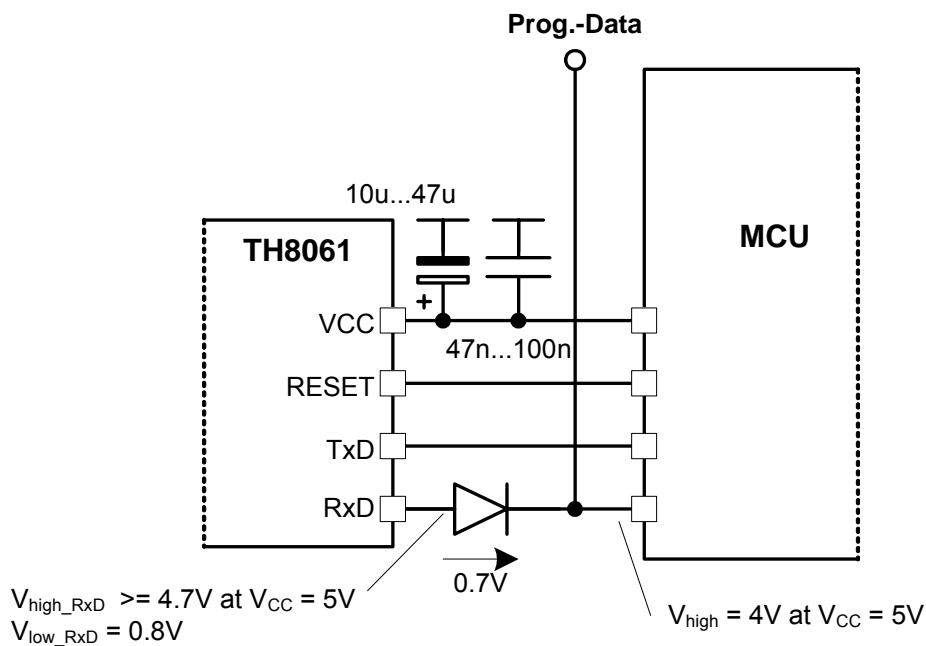 Prog.-Data
10u...47u
TH8061
MCU
+
VCC
47n...100n
RESET
TxD
RxD
0.7V
V_high_RxD >= 4.7V at V_CC = 5V
V_low_RxD = 0.8V
V_high = 4V at V_CC = 5V